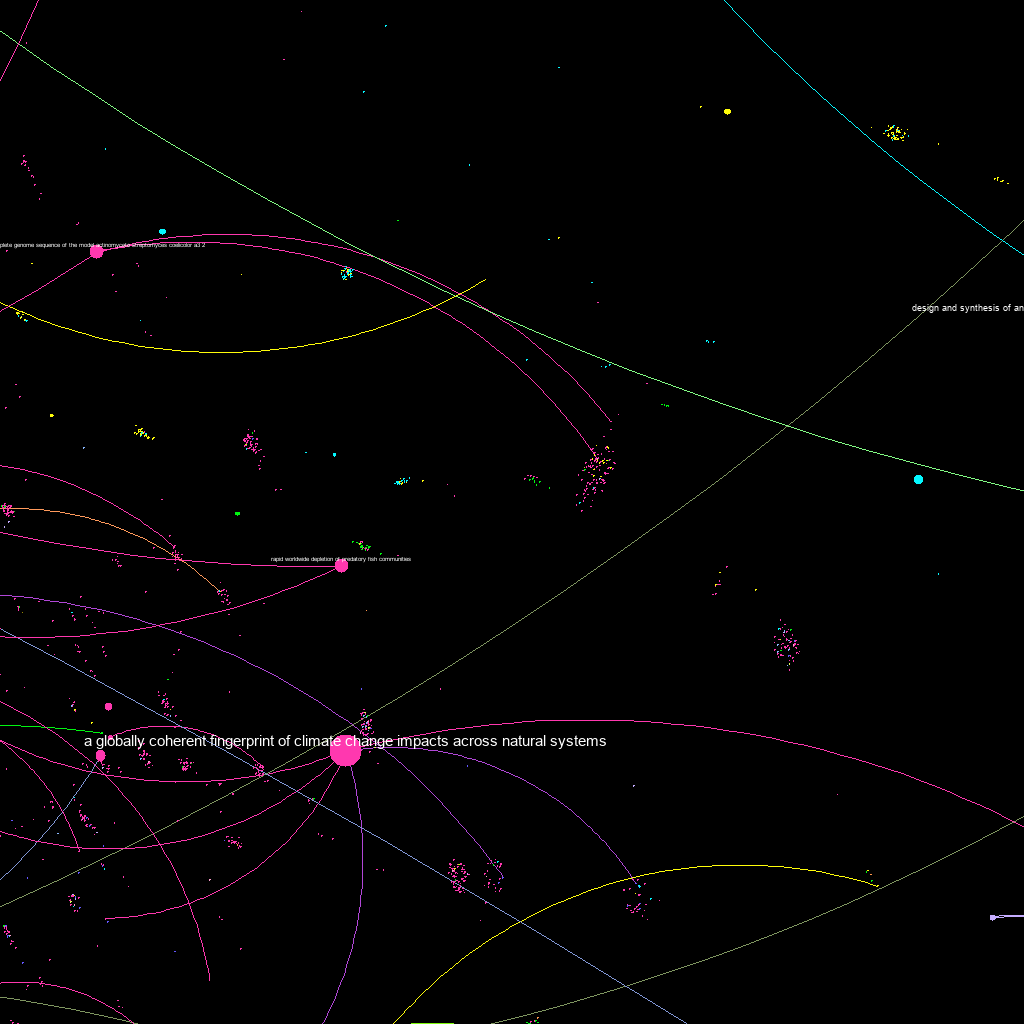 plete genome sequence of the model actinomycete streptomyces coelicolor a3 2
design and synthesis of an
rapid worldwide depletion of predatory fish communities
a globally coherent fingerprint of climate change impacts across natural systems